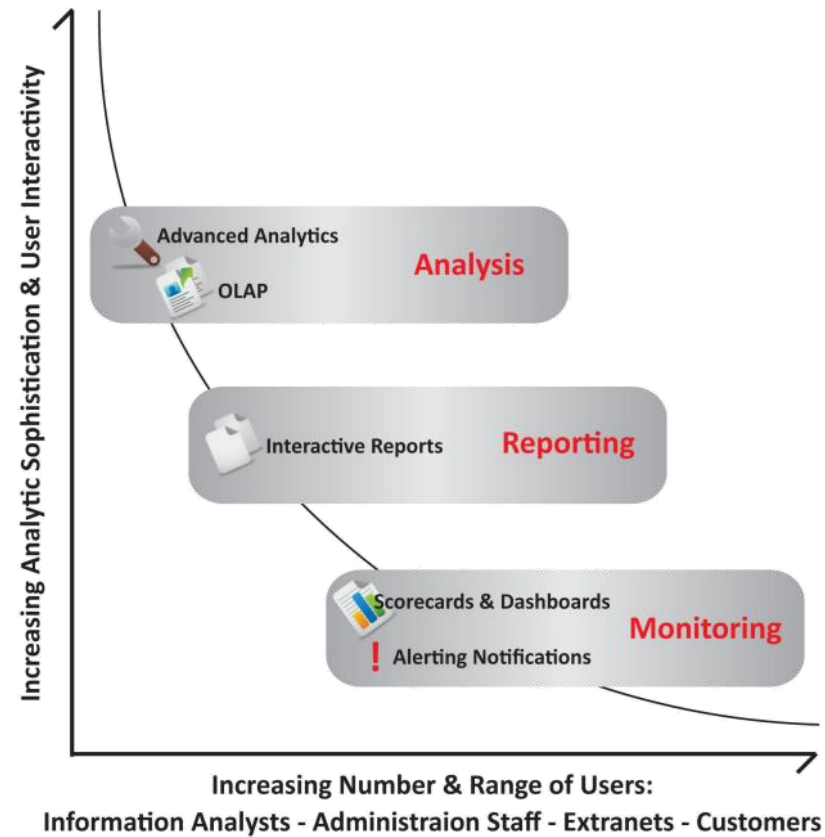 Increasing Analytic Sophistication & User Interactivity
Advanced Analytics
OLAP
Analysis
Interactive Reports
Reporting
Scorecards & Dashboards
! Alerting Notifications
Monitoring
Increasing Number & Range of Users:
Information Analysts - Administraion Staff - Extranets - Customers